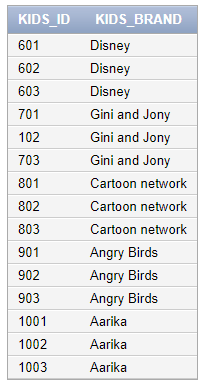 KIDS_ID KIDS_BRAND
601 Disney
602 Disney
603 Disney
701 Gini and Jony
102 Gini and Jony
703 Gini and Jony
801 Cartoon network
802 Cartoon network
803 Cartoon network
901 Angry Birds
902 Angry Birds
903 Angry Birds
1001 Aarika
1002 Aarika
1003 Aarika